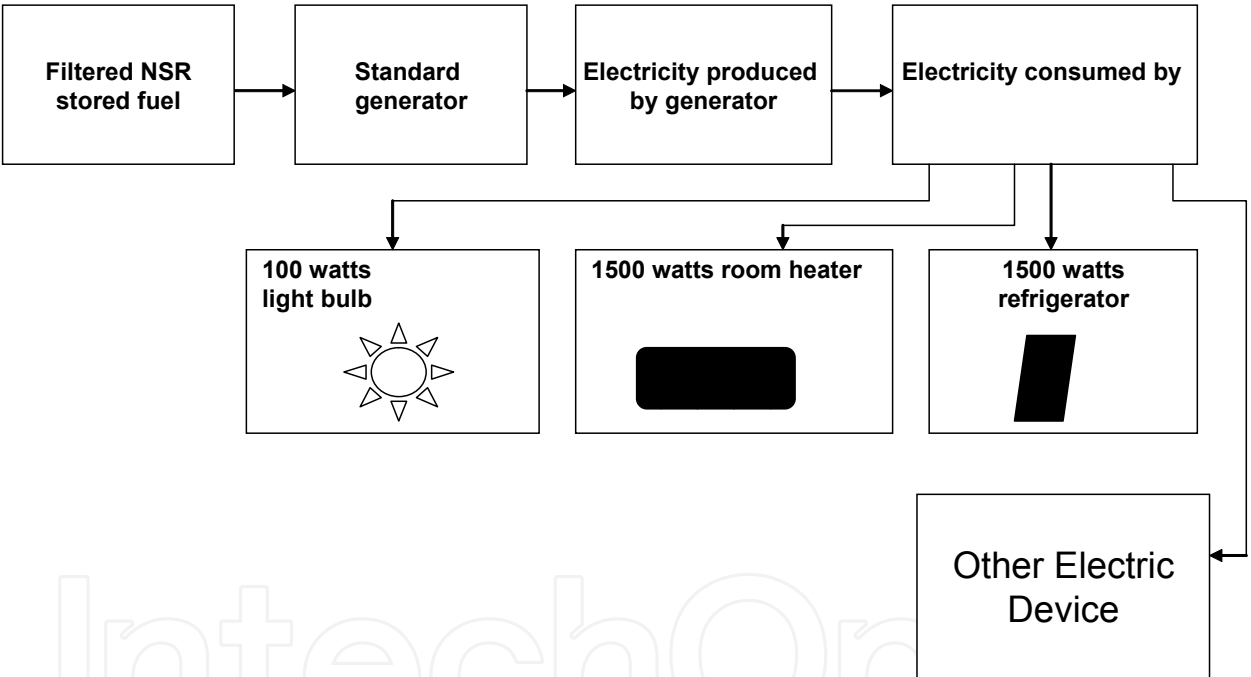 Filtered NSR
stored fuel
Standard
generator
Electricity produced
by generator
Electricity consumed by
100 watts
light bulb
1500 watts room heater
1500 watts
refrigerator
Other Electric
Device